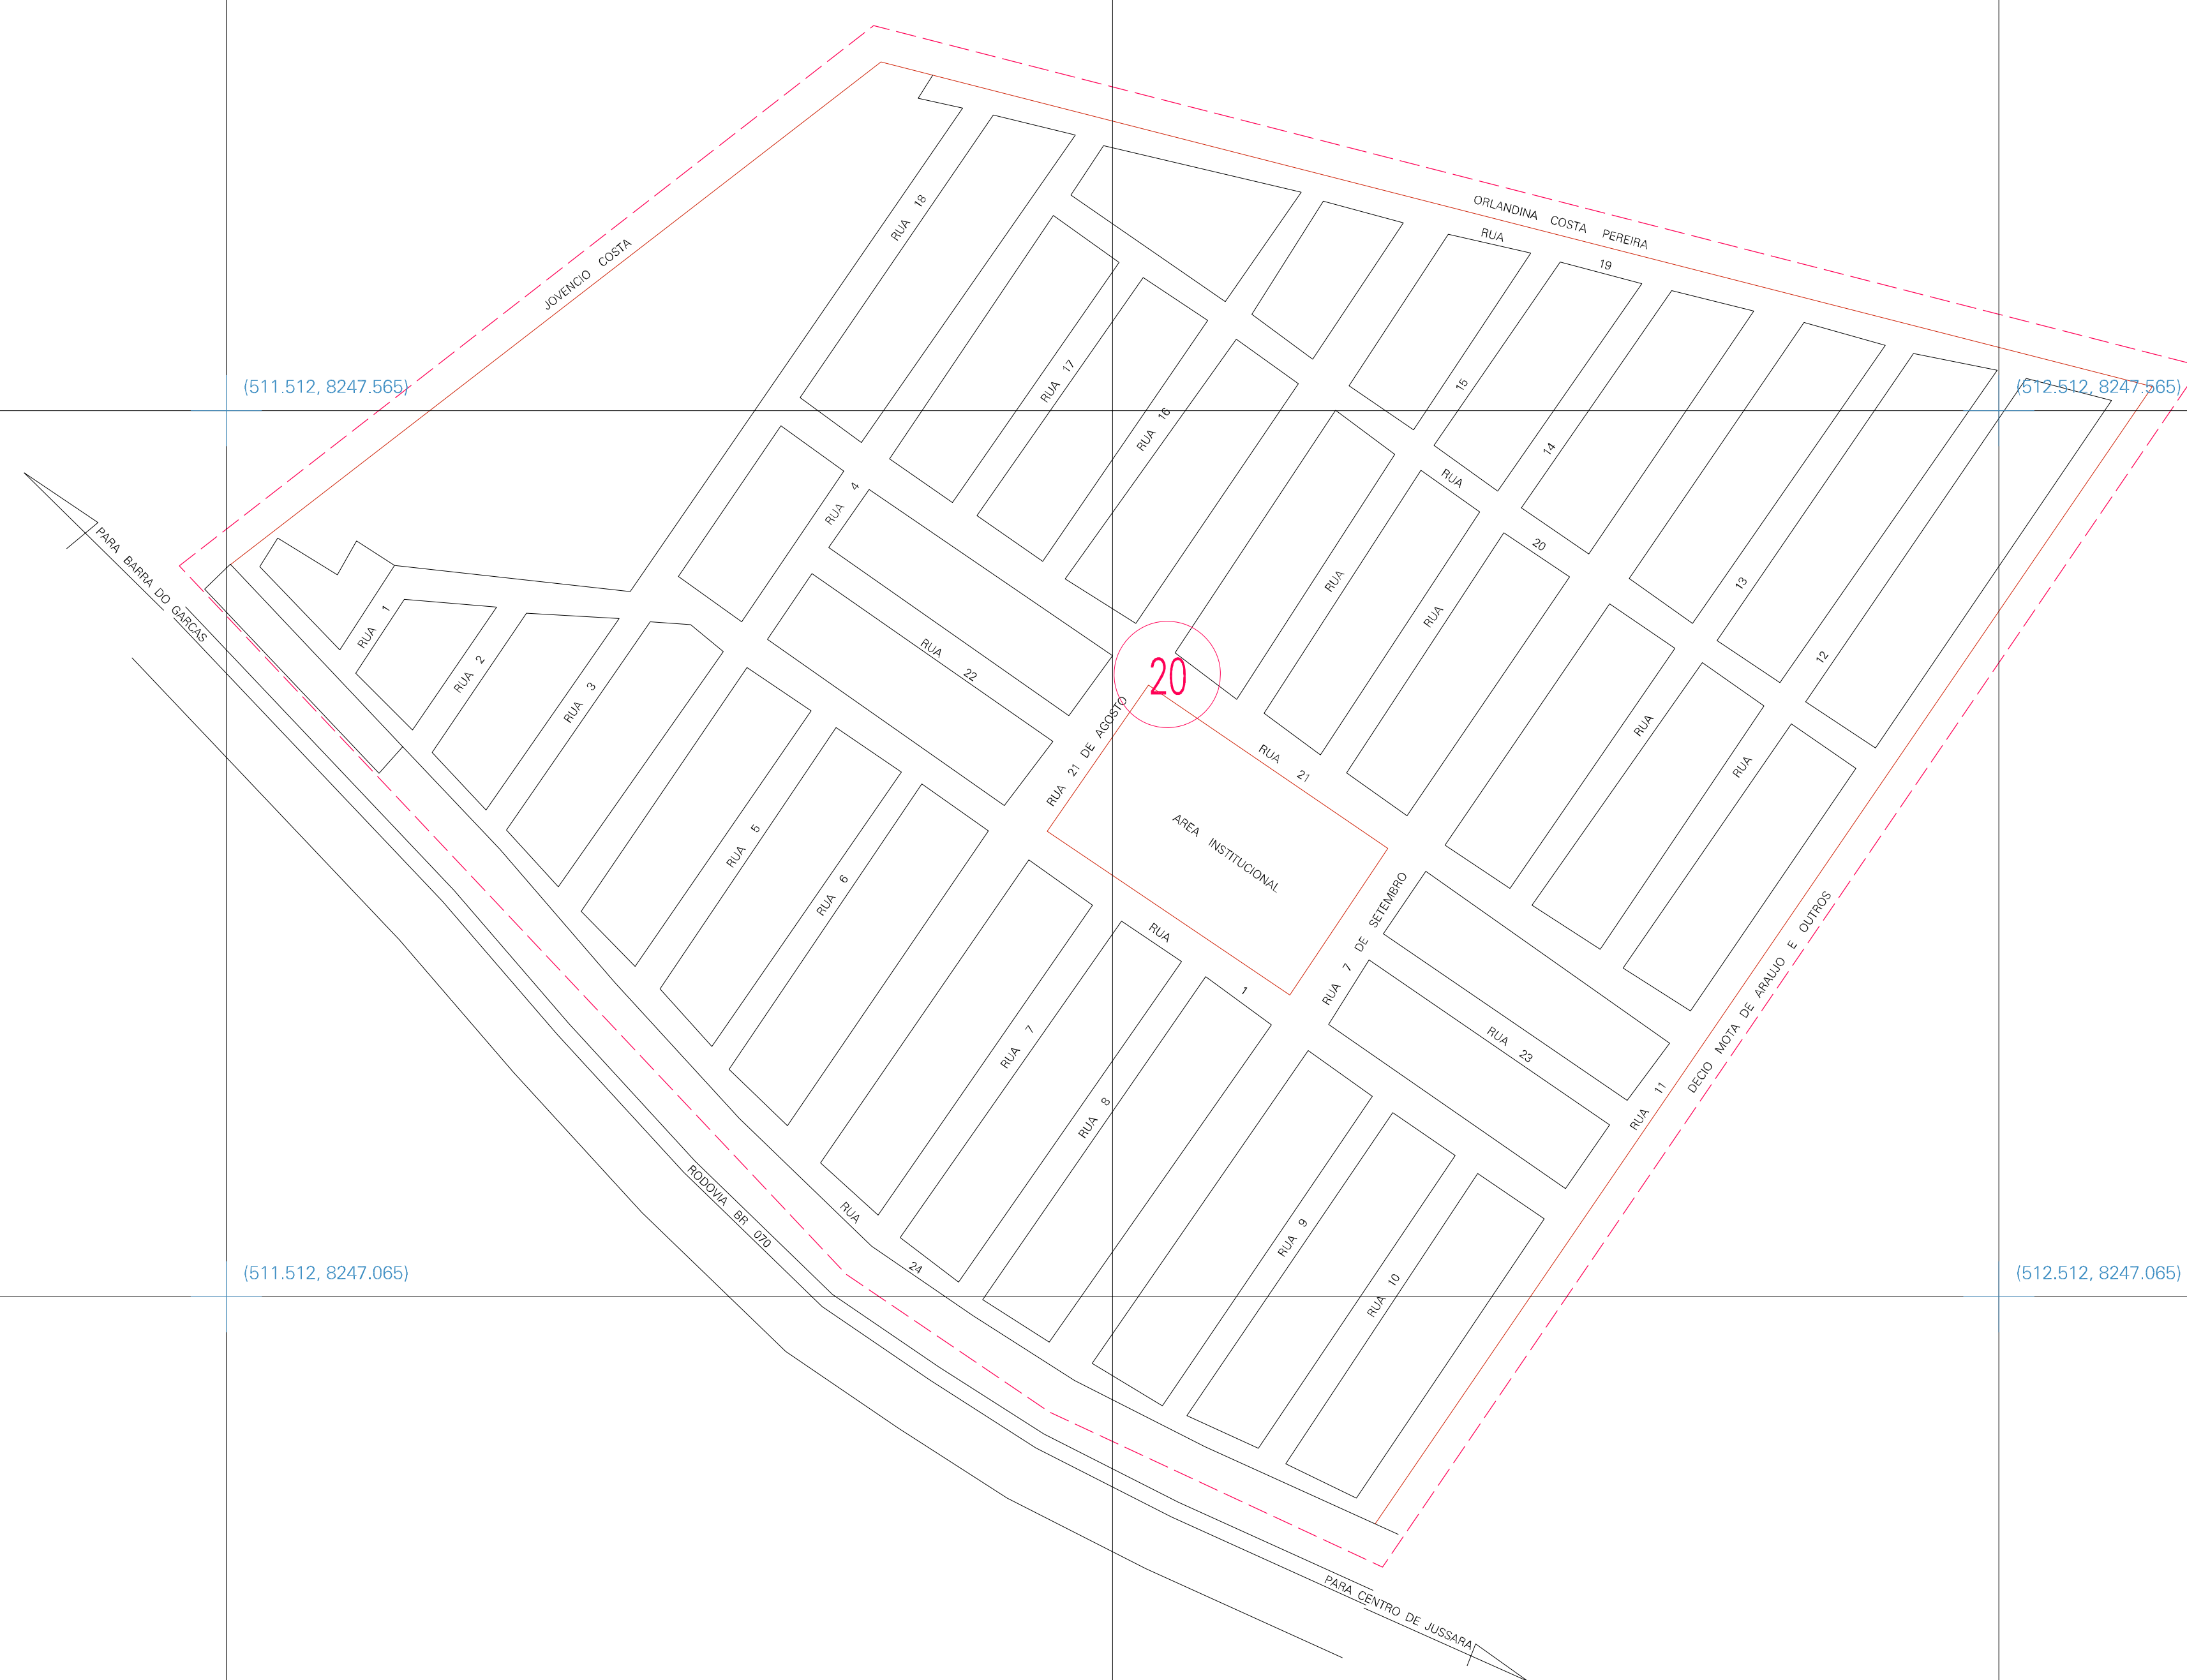 ORLANDINA COSTA PEREIRA
RUA 19
RUA 18
JOVENCIO COSTA
(511.512, 8247.565)
(512.512, 8247.565)
RUA 17
RUA 16
15
14
RUA 20
RUA 4
PARA BARRA DO GARCAS
RUA
RUA
13
12
RUA 1
RUA 2
RUA 3
RUA 22
20
RUA 21 DE AGOSTO
RUA 21
RUA
RUA
AREA INSTITUCIONAL
RUA 5
RUA 6
RUA 7 DE SETEMBRO
DECIO MOTA DE ARAUJO E OUTROS
RUA 1
RUA 7
RUA 8
RUA 23
RUA 11
RODOVIA BR 070
RUA 24
RUA 9
RUA 10
(511.512, 8247.065)
(512.512, 8247.065)
PARA CENTRO DE JUSSARA